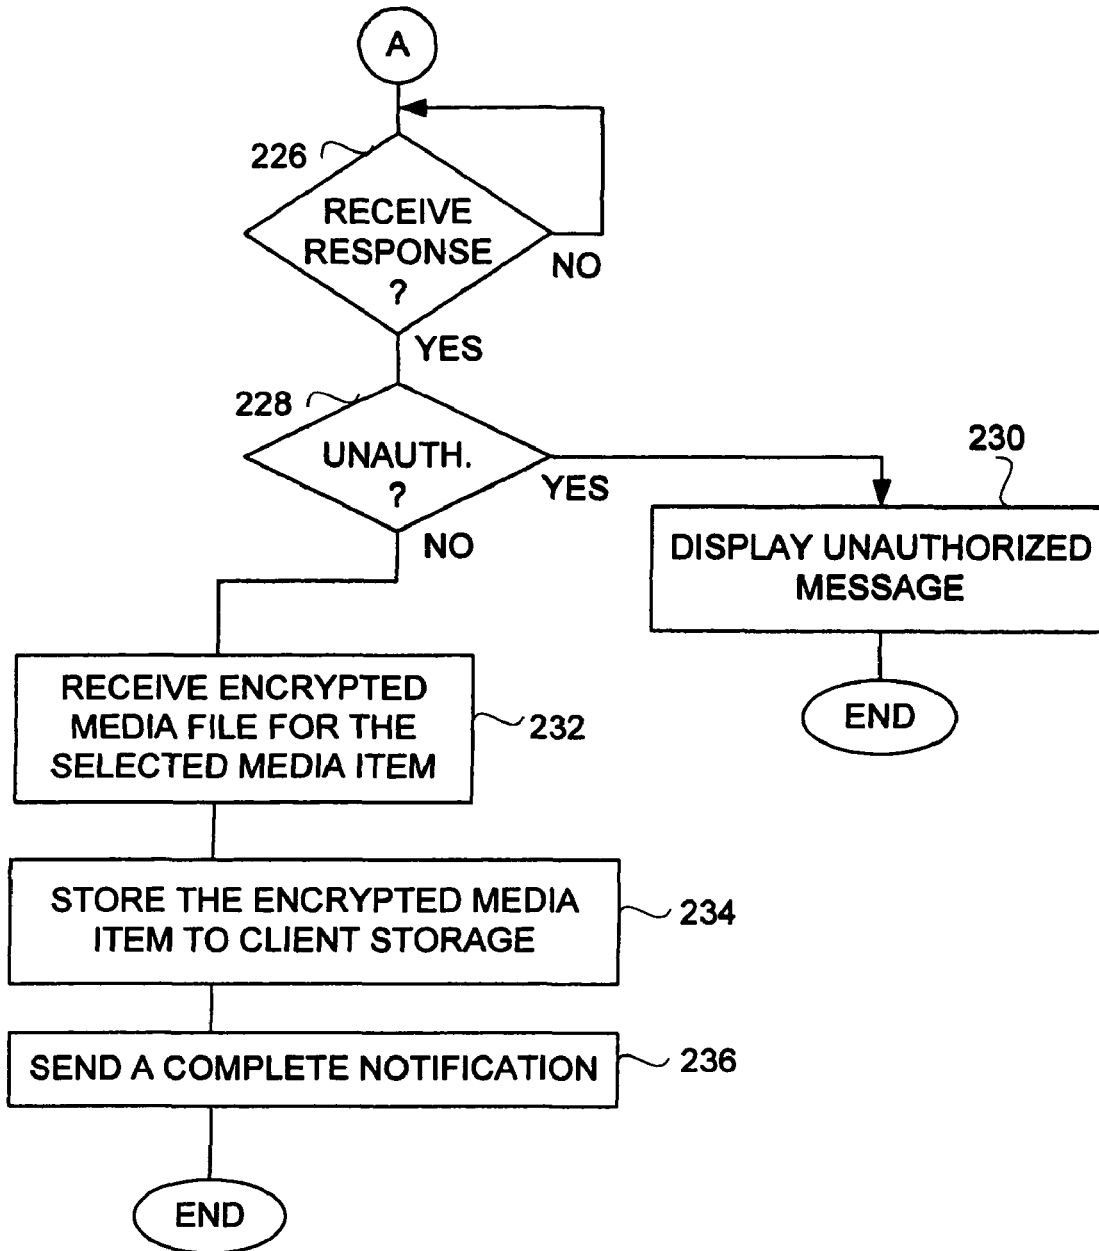 A
226
RECEIVE
RESPONSE
?
NO
YES
228
UNAUTH.
?
YES
NO
230
DISPLAY UNAUTHORIZED
MESSAGE
END
RECEIVE ENCRYPTED
MEDIA FILE FOR THE
SELECTED MEDIA ITEM
232
STORE THE ENCRYPTED MEDIA
ITEM TO CLIENT STORAGE
234
SEND A COMPLETE NOTIFICATION
236
END